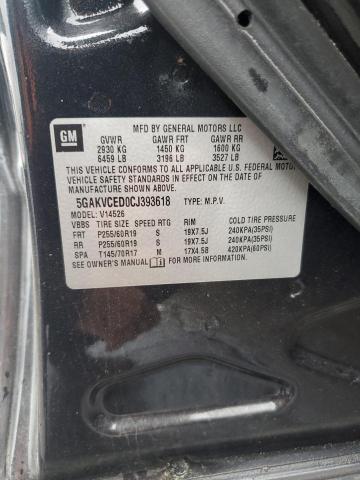 GM
MFD BY GENERAL MOTORS LLC
GVWR GAWR FRT GAWR RR
2930 KG 1450 KG 1600 KG
6459 LB 3196 LB 3527 LB
THIS VEHICLE CONFORMS TO ALL APPLICABLE U.S. FEDERAL MOTOR
VEHICLE SAFETY STANDARDS IN EFFECT ON THE DATE OF
MANUFACTURE SHOWN ABOVE.
5GAKVCED0CJ393618 TYPE: M.P.V.
MODEL: V14526
VBBS TIRE SIZE SPEED RTG RIM COLD TIRE PRESSURE
FRT P255/60R19 S 19X7.5J 240KPA(35PSI)
RR P255/60R19 S 19X7.5J 240KPA(35PSI)
SPA T145/70R17 M 17X4.5B 420KPA(60PSI)
SEE OWNER'S MANUAL FOR MORE INFORMATION.